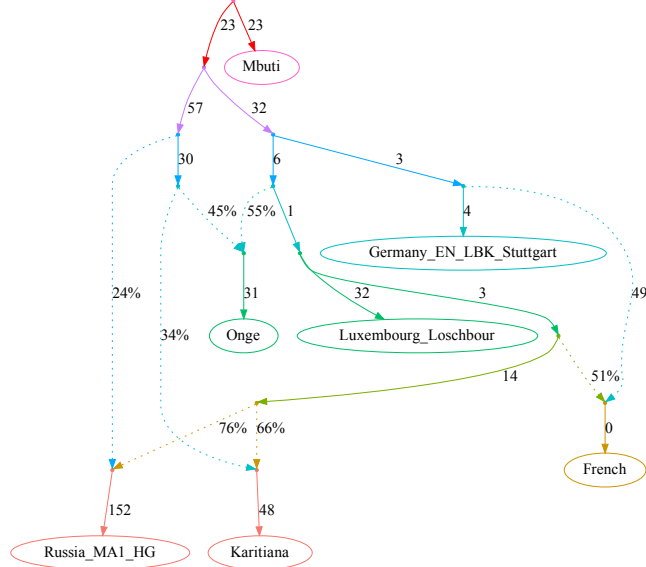 23 23
Mbuti
57 32
30 6 3
45% 55% 1 4
Germany_EN_LBK_Stuttgart
24% 31 32 3 49
34% Onge Luxembourg_Loschbour
14
51%
76% 66% 0
French
152 48
Russia_MA1_HG Karitiana